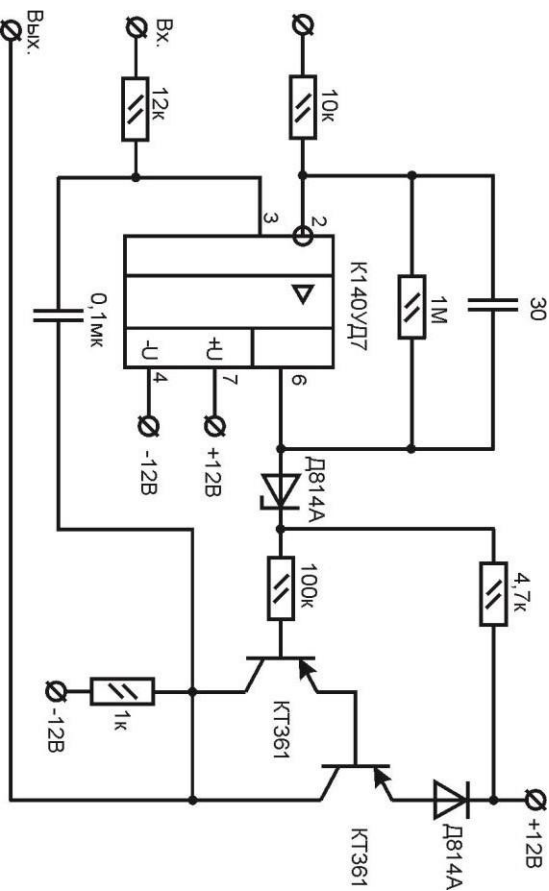 30
1М
10к
4,7к
+12В
К140УД7
2
6
Д814А
100к
КТ361
Д814А
КТ361
3
+U
7
+12В
-U
4
-12В
Вх.
12к
0,1мк
1к
-12В
Вых.